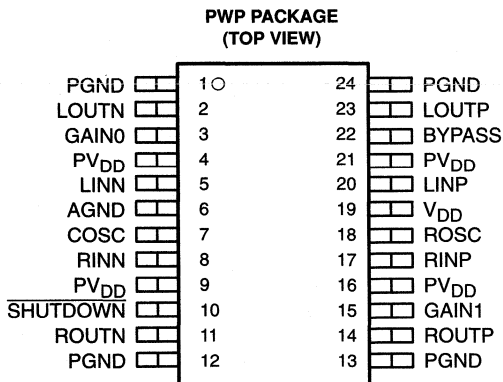 PWP PACKAGE
(TOP VIEW)
PGND 1 24 PGND
LOUTN 2 23 LOUTP
GAIN0 3 22 BYPASS
PVDD 4 21 PVDD
LINN 5 20 LINP
AGND 6 19 VDD
COSC 7 18 ROSC
RINN 8 17 RINP
PVDD 9 16 PVDD
SHUTDOWN 10 15 GAIN1
ROUTN 11 14 ROUTP
PGND 12 13 PGND